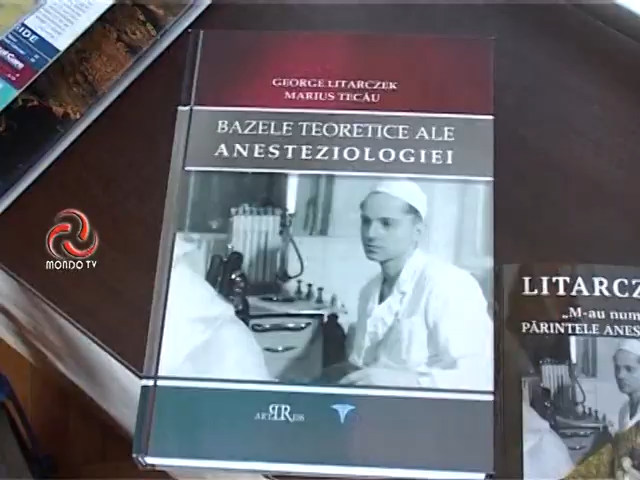 GEORGE LITARCZEK
MARIUS TECĂU
BAZELE TEORETICE ALE
ANESTEZIOLOGIEI
MONDO TV
LITARCZ
„M-au num
PĂRINTELE ANES